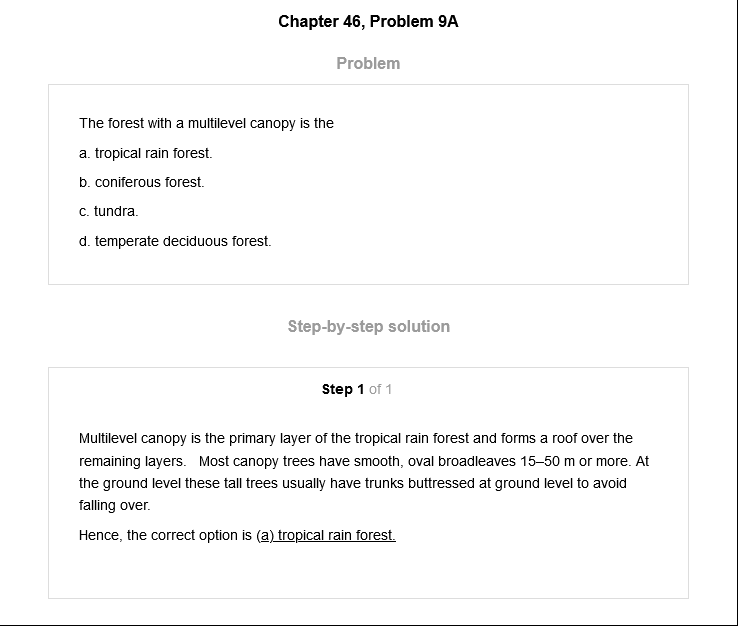 Chapter 46, Problem 9A
Problem
The forest with a multilevel canopy is the
a. tropical rain forest.
b. coniferous forest.
c. tundra.
d. temperate deciduous forest.
Step-by-step solution
Step 1 of 1
Multilevel canopy is the primary layer of the tropical rain forest and forms a roof over the
remaining layers. Most canopy trees have smooth, oval broadleaves 15–50 m or more. At
the ground level these tall trees usually have trunks buttressed at ground level to avoid
falling over.
Hence, the correct option is (a) tropical rain forest.